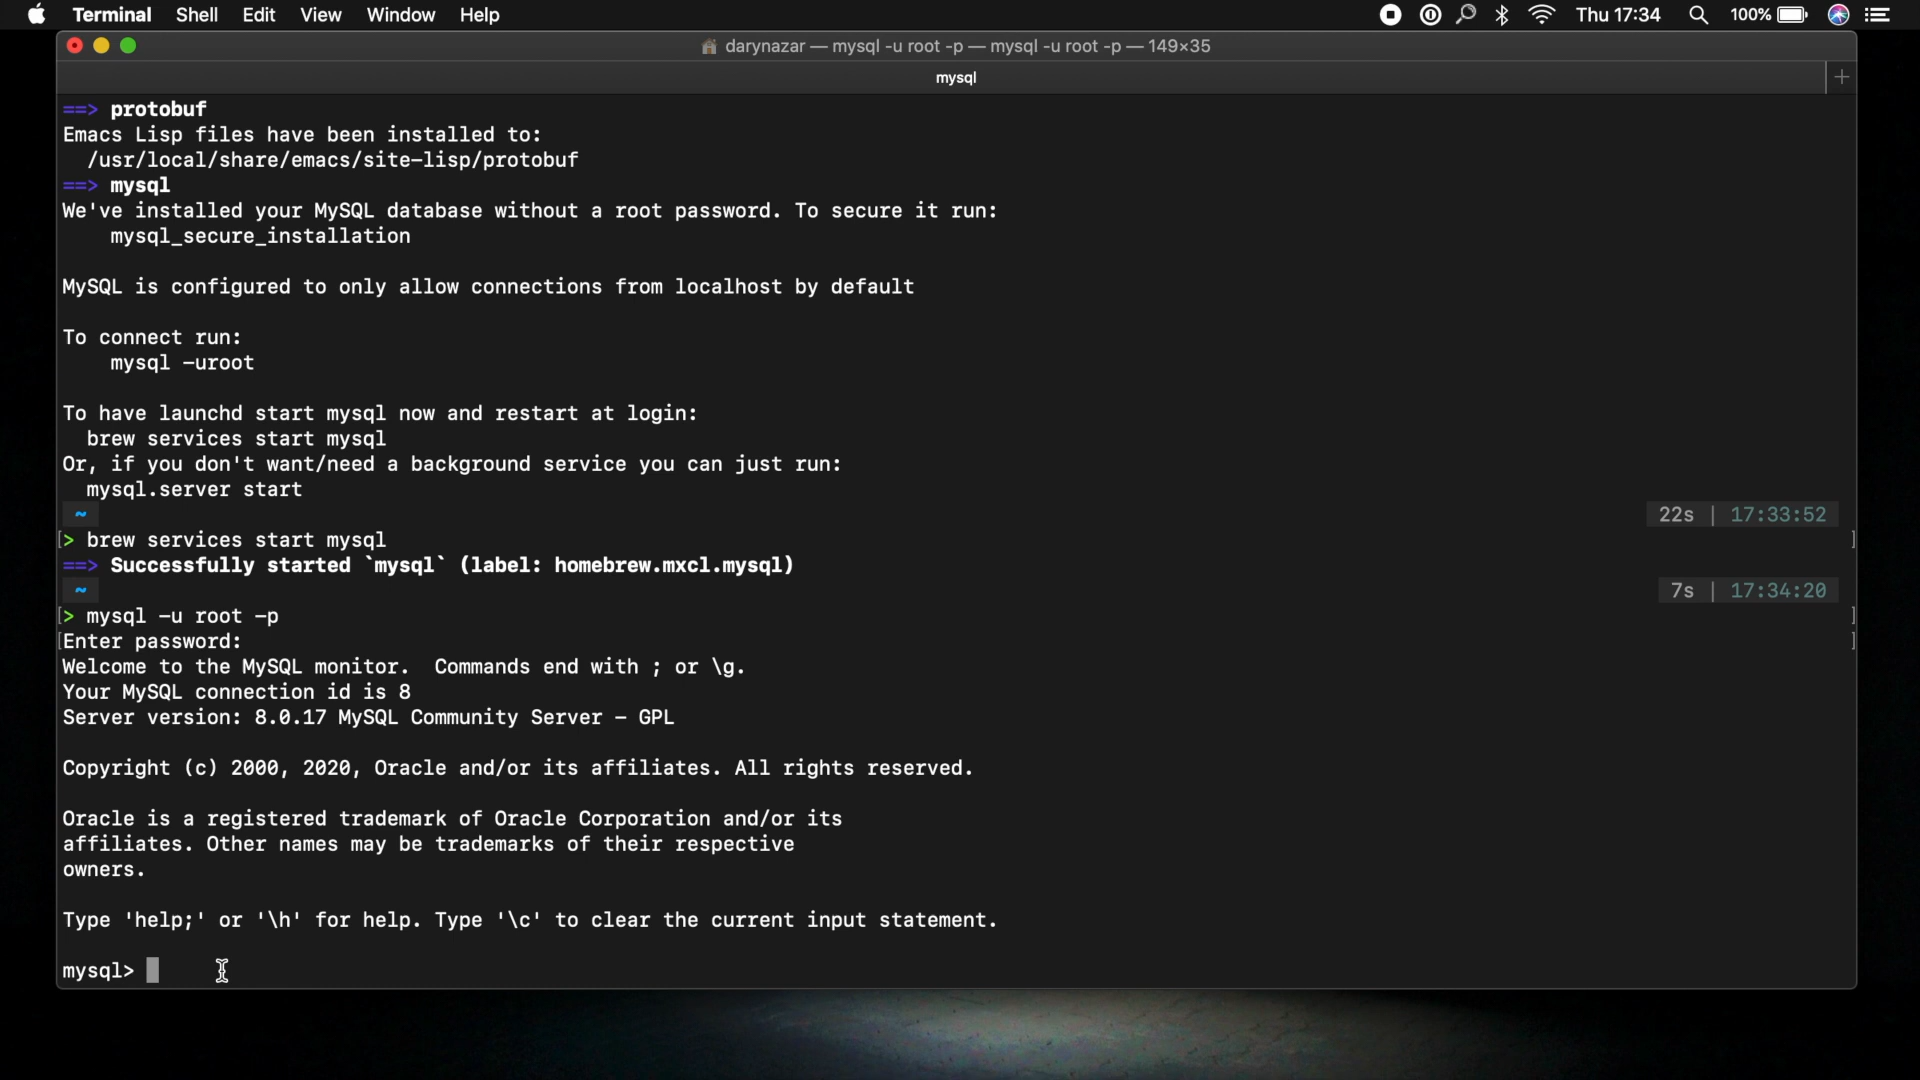 Terminal Shell Edit View Window Help Thu 17:34 100%
darynazar — mysql -u root -p — mysql -u root -p — 149×35
mysql
==> protobuf
Emacs Lisp files have been installed to:
  /usr/local/share/emacs/site-lisp/protobuf
==> mysql
We've installed your MySQL database without a root password. To secure it run:
    mysql_secure_installation
MySQL is configured to only allow connections from localhost by default
To connect run:
    mysql -uroot
To have launchd start mysql now and restart at login:
  brew services start mysql
Or, if you don't want/need a background service you can just run:
  mysql.server start
~ 22s | 17:33:52
[> brew services start mysql ]
==> Successfully started `mysql` (label: homebrew.mxcl.mysql)
~ 7s | 17:34:20
[> mysql -u root -p ]
[Enter password: ]
Welcome to the MySQL monitor.  Commands end with ; or \g.
Your MySQL connection id is 8
Server version: 8.0.17 MySQL Community Server - GPL
Copyright (c) 2000, 2020, Oracle and/or its affiliates. All rights reserved.
Oracle is a registered trademark of Oracle Corporation and/or its
affiliates. Other names may be trademarks of their respective
owners.
Type 'help;' or '\h' for help. Type '\c' to clear the current input statement.
mysql>